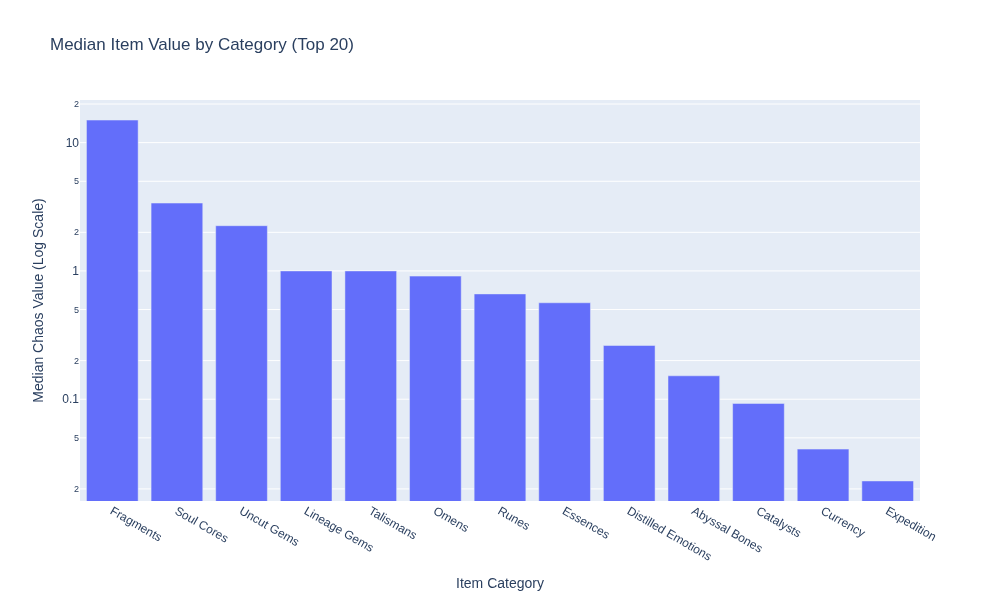 Median Item Value by Category (Top 20)
Median Chaos Value (Log Scale)
2
10
5
2
1
5
2
0.1
5
2
Fragments
Soul Cores
Uncut Gems
Lineage Gems
Talismans
Omens
Runes
Essences
Distilled Emotions
Abyssal Bones
Catalysts
Currency
Expedition
Item Category